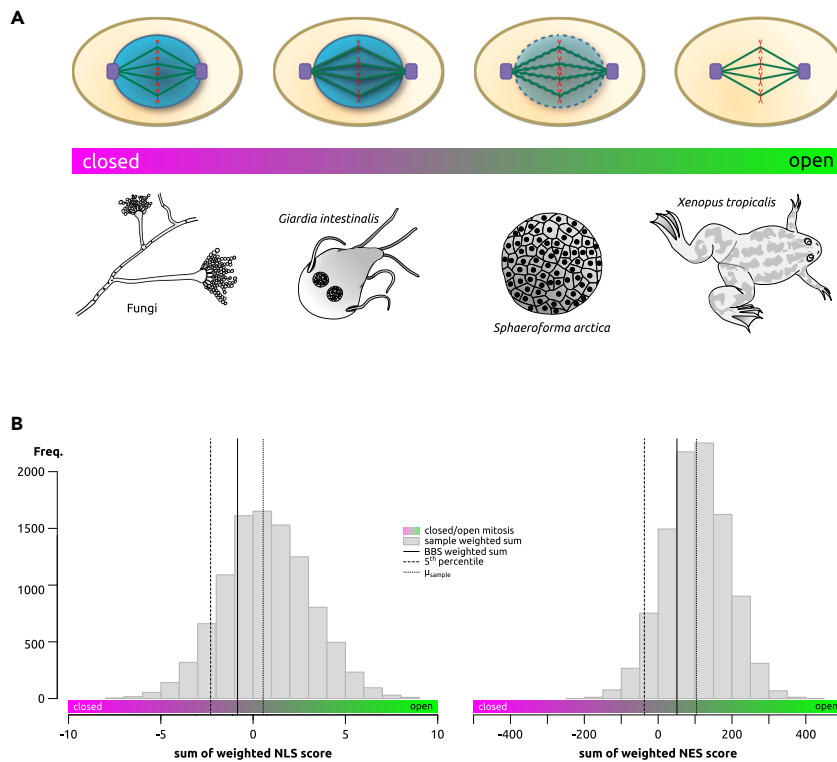 A
closed
open
Fungi
Giardia intestinalis
Sphaeroforma arctica
Xenopus tropicalis
B
Freq.
2000
1500
1000
500
0
closed
open
-10
-5
0
5
10
sum of weighted NLS score
closed/open mitosis
sample weighted sum
BBS weighted sum
5th percentile
μsample
closed
open
-400
-200
0
200
400
sum of weighted NES score